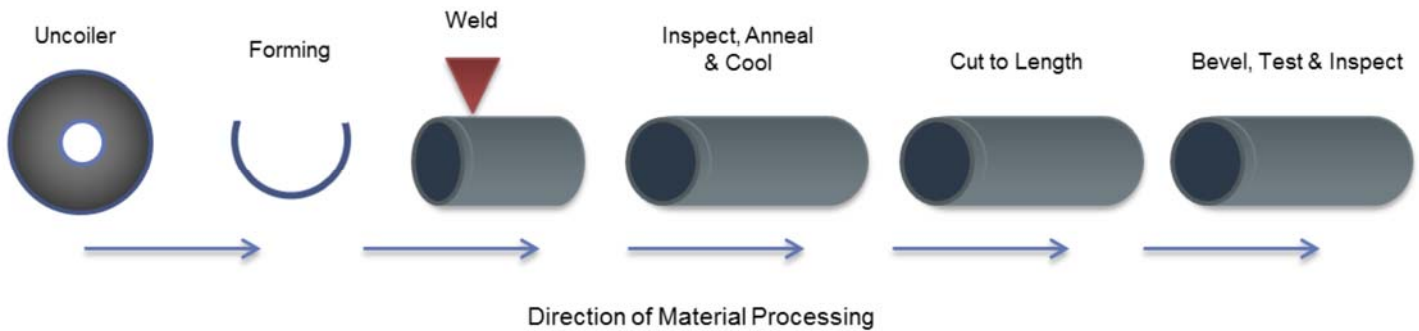 Uncoiler
Forming
Weld
Inspect, Anneal
& Cool
Cut to Length
Bevel, Test & Inspect
Direction of Material Processing